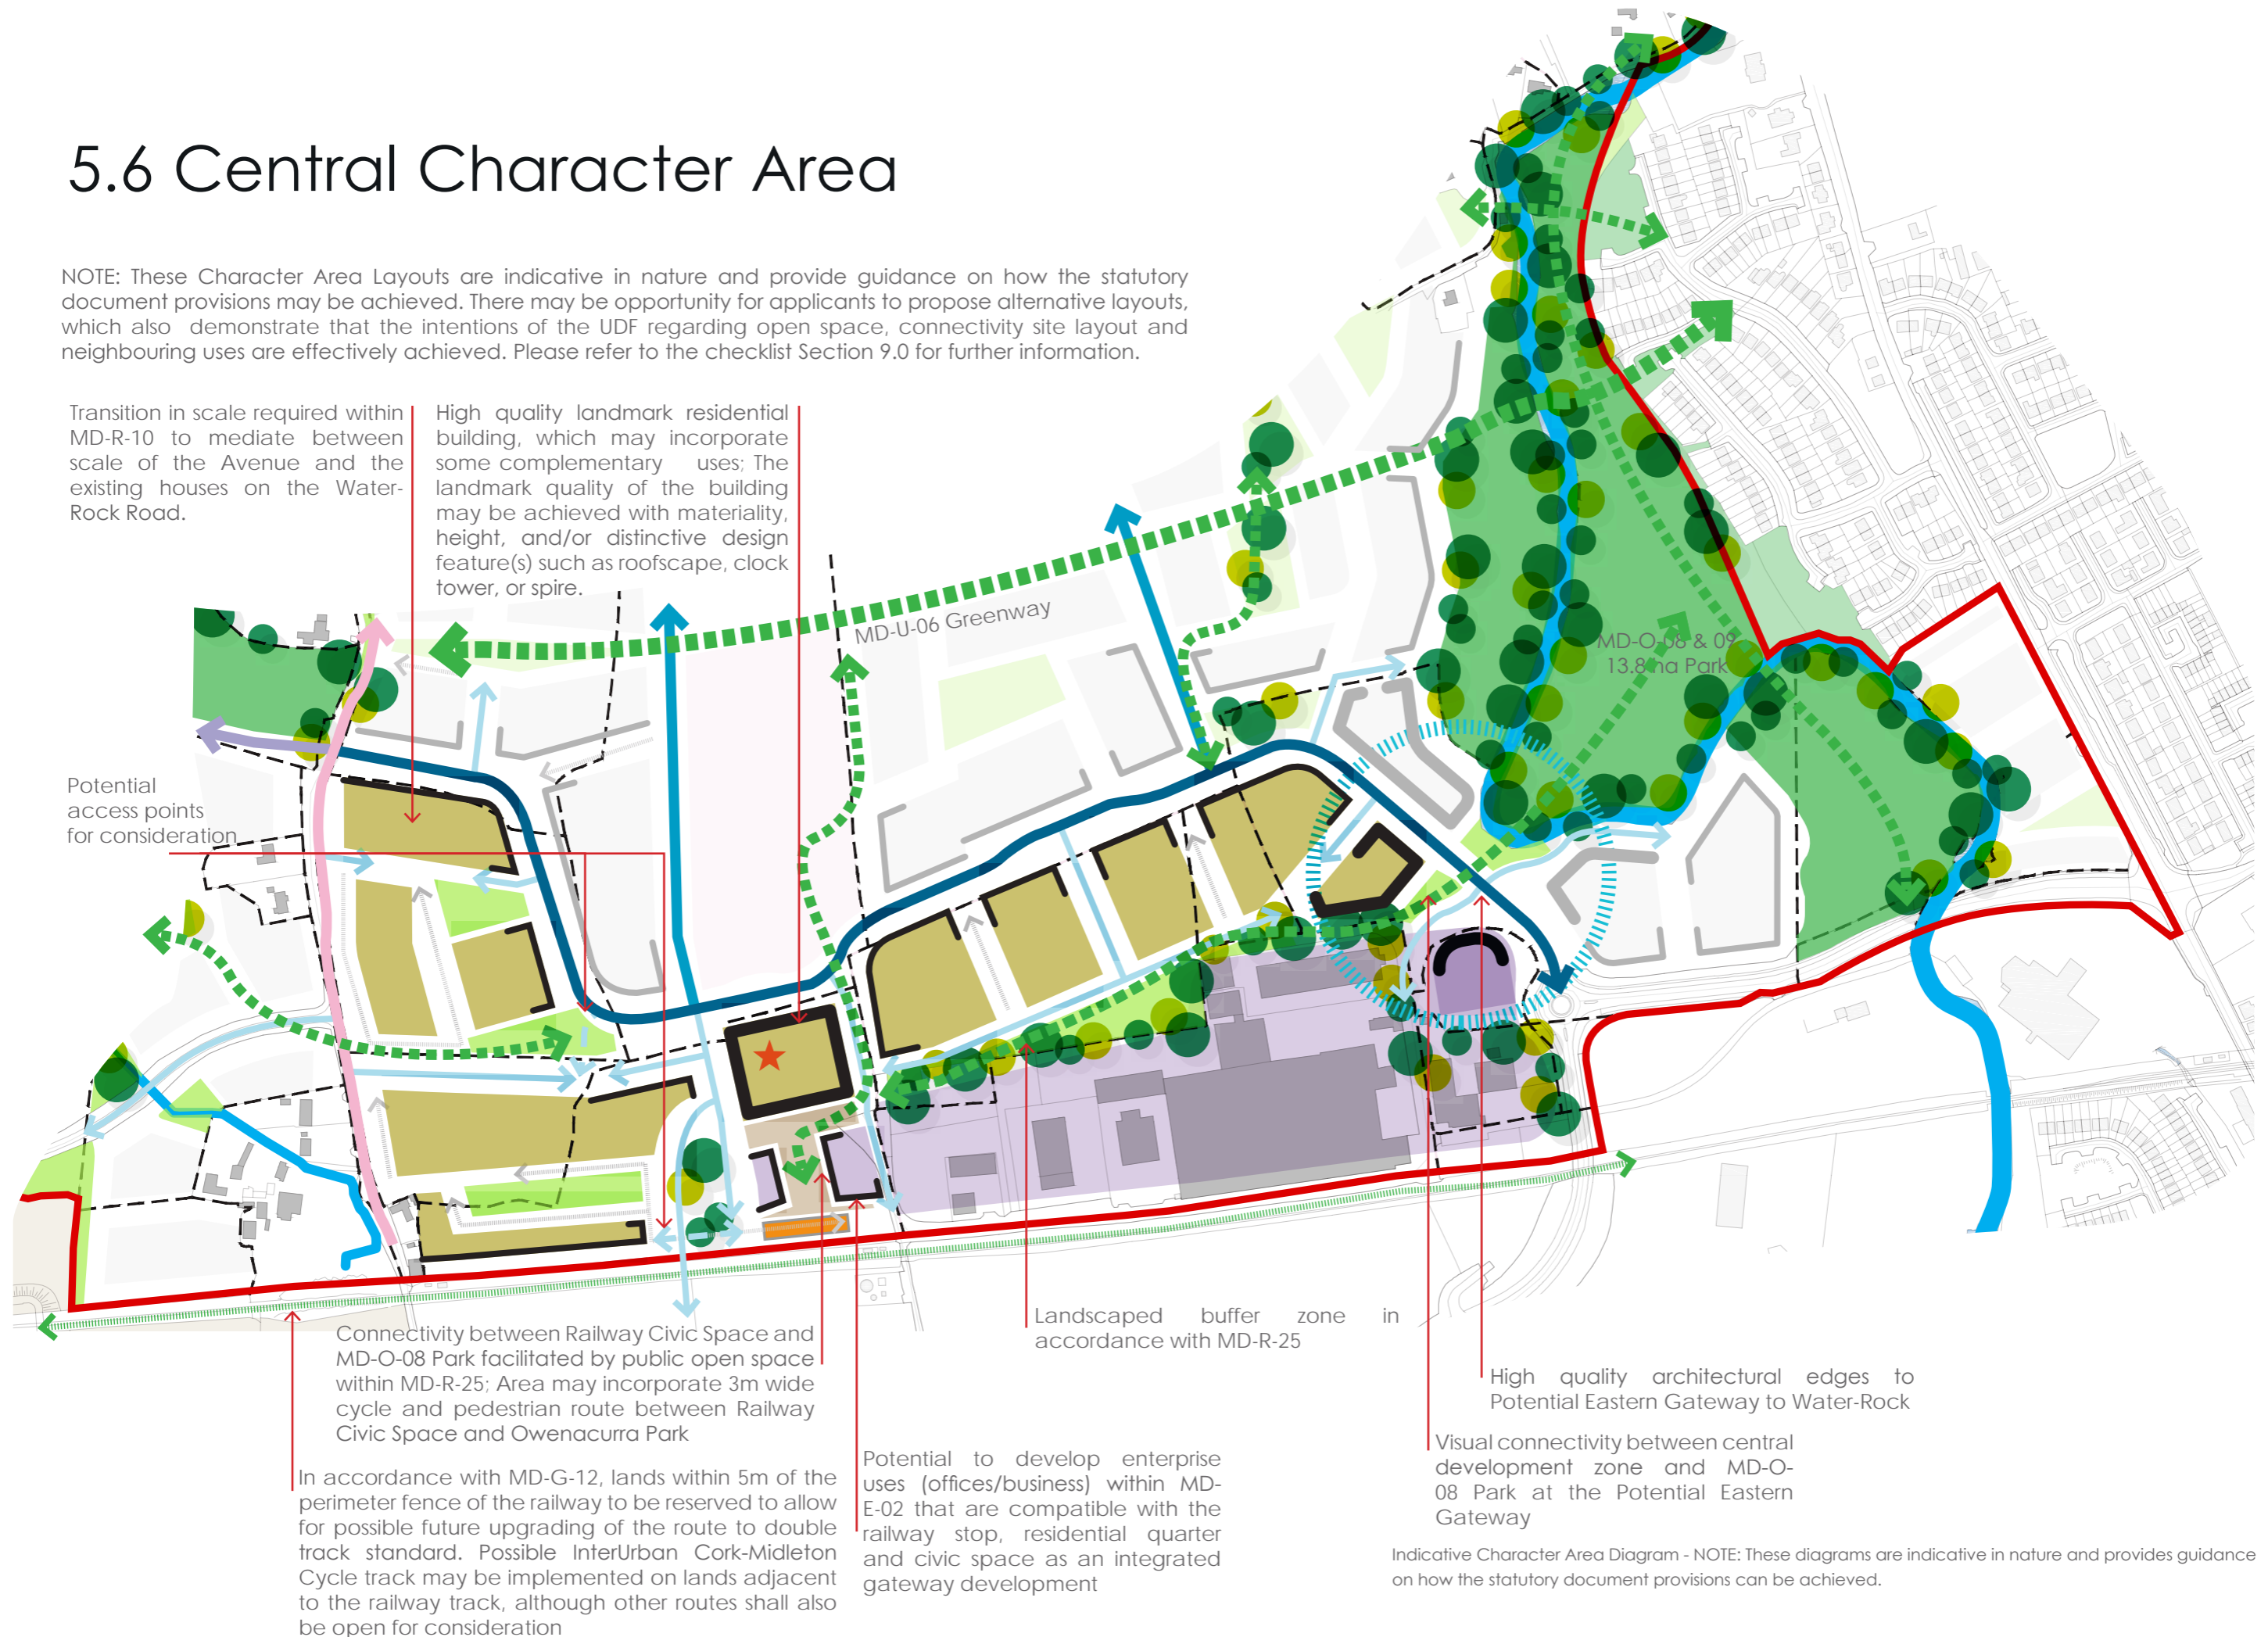 5.6 Central Character Area
NOTE: These Character Area Layouts are indicative in nature and provide guidance on how the statutory
document provisions may be achieved. There may be opportunity for applicants to propose alternative layouts,
which also demonstrate that the intentions of the UDF regarding open space, connectivity site layout and
neighbouring uses are effectively achieved. Please refer to the checklist Section 9.0 for further information.
Transition in scale required within
MD-R-10 to mediate between
scale of the Avenue and the
existing houses on the Water-
Rock Road.
High quality landmark residential
building, which may incorporate
some complementary uses; The
landmark quality of the building
may be achieved with materiality,
height, and/or distinctive design
feature(s) such as roofscape, clock
tower, or spire.
MD-U-06 Greenway
MD-O-08 & 09
13.8 ha Park
Potential
access points
for consideration
Landscaped buffer zone in
accordance with MD-R-25
Connectivity between Railway Civic Space and
MD-O-08 Park facilitated by public open space
within MD-R-25; Area may incorporate 3m wide
cycle and pedestrian route between Railway
Civic Space and Owenacurra Park
High quality architectural edges to
Potential Eastern Gateway to Water-Rock
Visual connectivity between central
development zone and MD-O-
08 Park at the Potential Eastern
Gateway
Potential to develop enterprise
uses (offices/business) within MD-
E-02 that are compatible with the
railway stop, residential quarter
and civic space as an integrated
gateway development
In accordance with MD-G-12, lands within 5m of the
perimeter fence of the railway to be reserved to allow
for possible future upgrading of the route to double
track standard. Possible InterUrban Cork-Midleton
Cycle track may be implemented on lands adjacent
to the railway track, although other routes shall also
be open for consideration
Indicative Character Area Diagram - NOTE: These diagrams are indicative in nature and provides guidance
on how the statutory document provisions can be achieved.